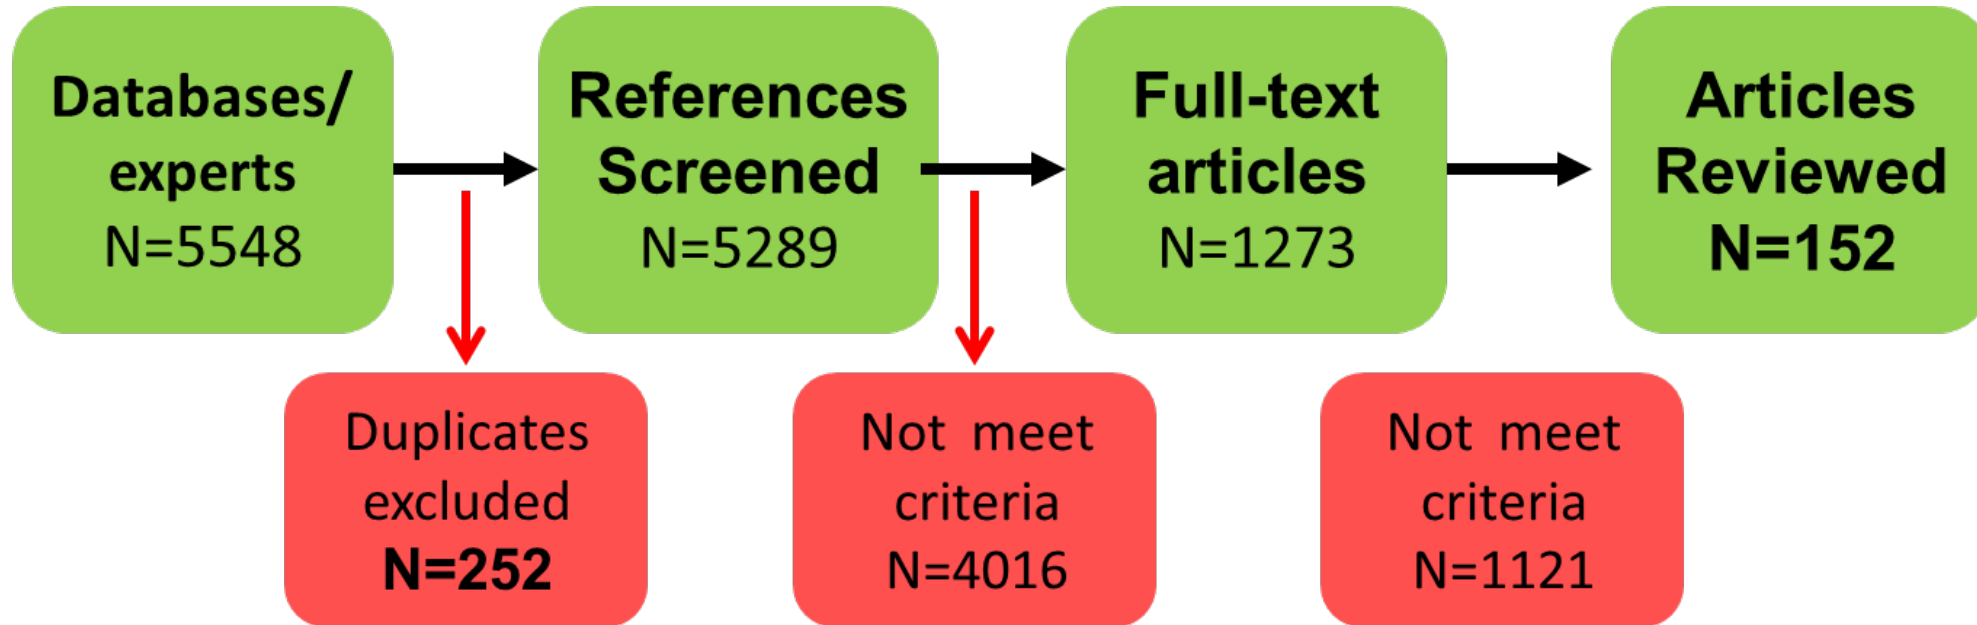 Databases/
experts
N=5548
References
Screened
N=5289
Full-text
articles
N=1273
Articles
Reviewed
N=152
Duplicates
excluded
N=252
Not meet
criteria
N=4016
Not meet
criteria
N=1121